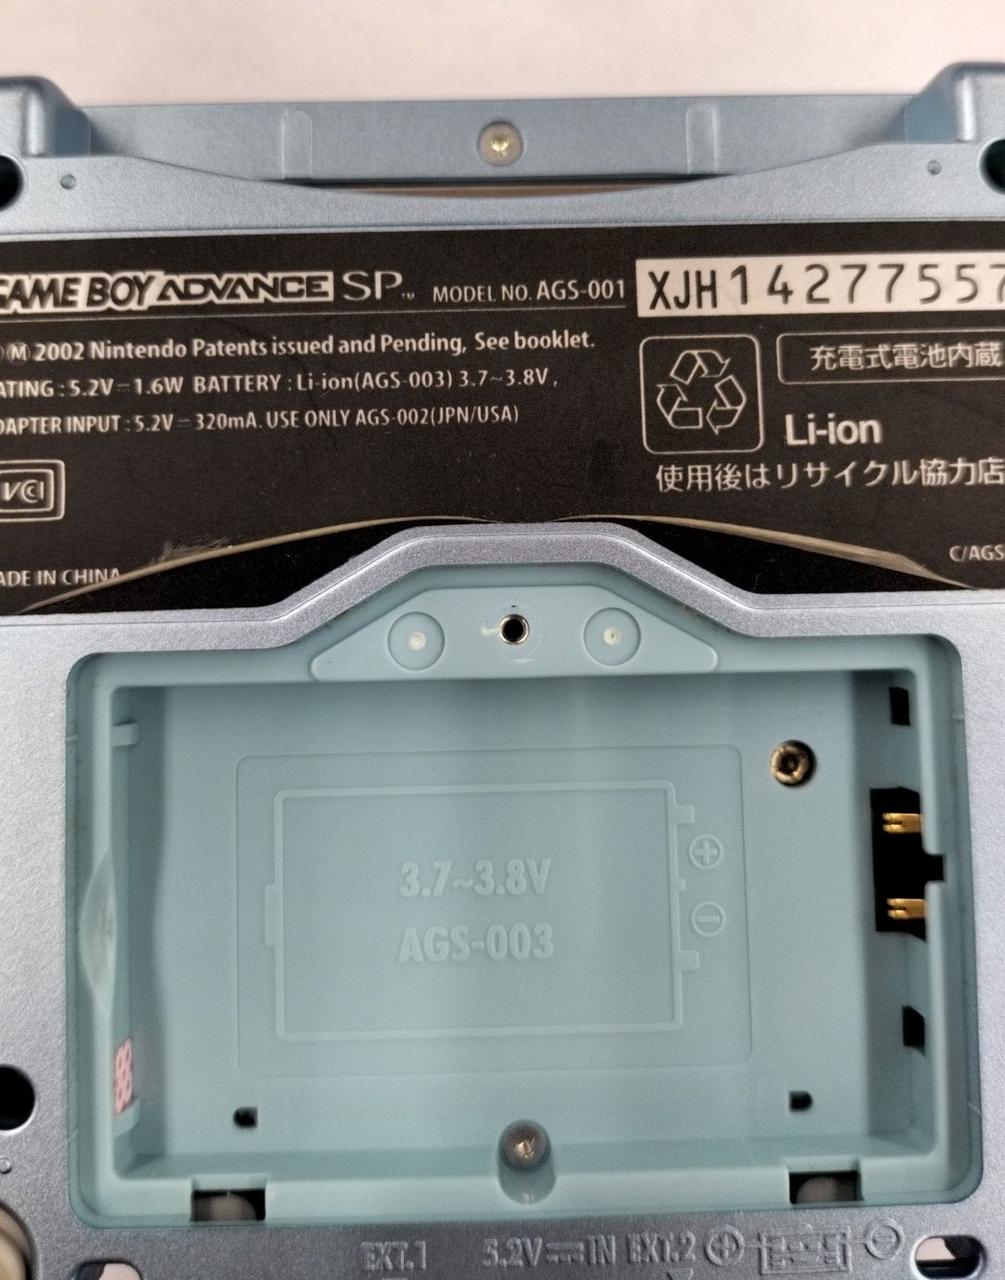 GAME BOY ADVANCE SP™ MODEL NO. AGS-001
XJH142777557
Ⓜ 2002 Nintendo Patents issued and Pending, See booklet.
ATING : 5.2V⎓1.6W BATTERY : Li-ion(AGS-003) 3.7~3.8V,
DAPTER INPUT : 5.2V⎓320mA. USE ONLY AGS-002(JPN/USA)
充電式電池内蔵
Li-ion
使用後はリサイクル協力店
VCI
ADE IN CHINA
C/AGS
3.7~3.8V
AGS-003
EXT.1 5.2V⎓IN EXT.2